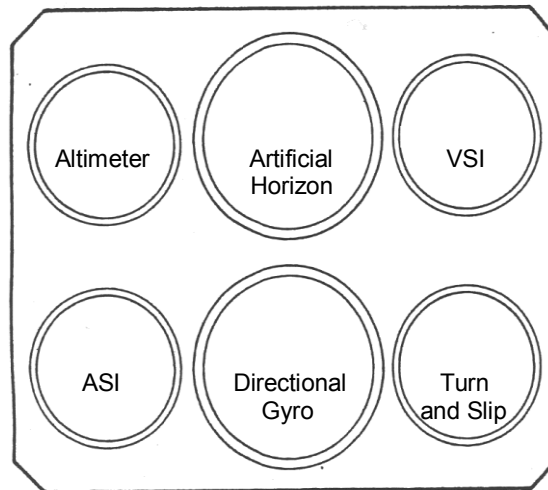 Altimeter
Artificial
Horizon
VSI
ASI
Directional
Gyro
Turn
and Slip